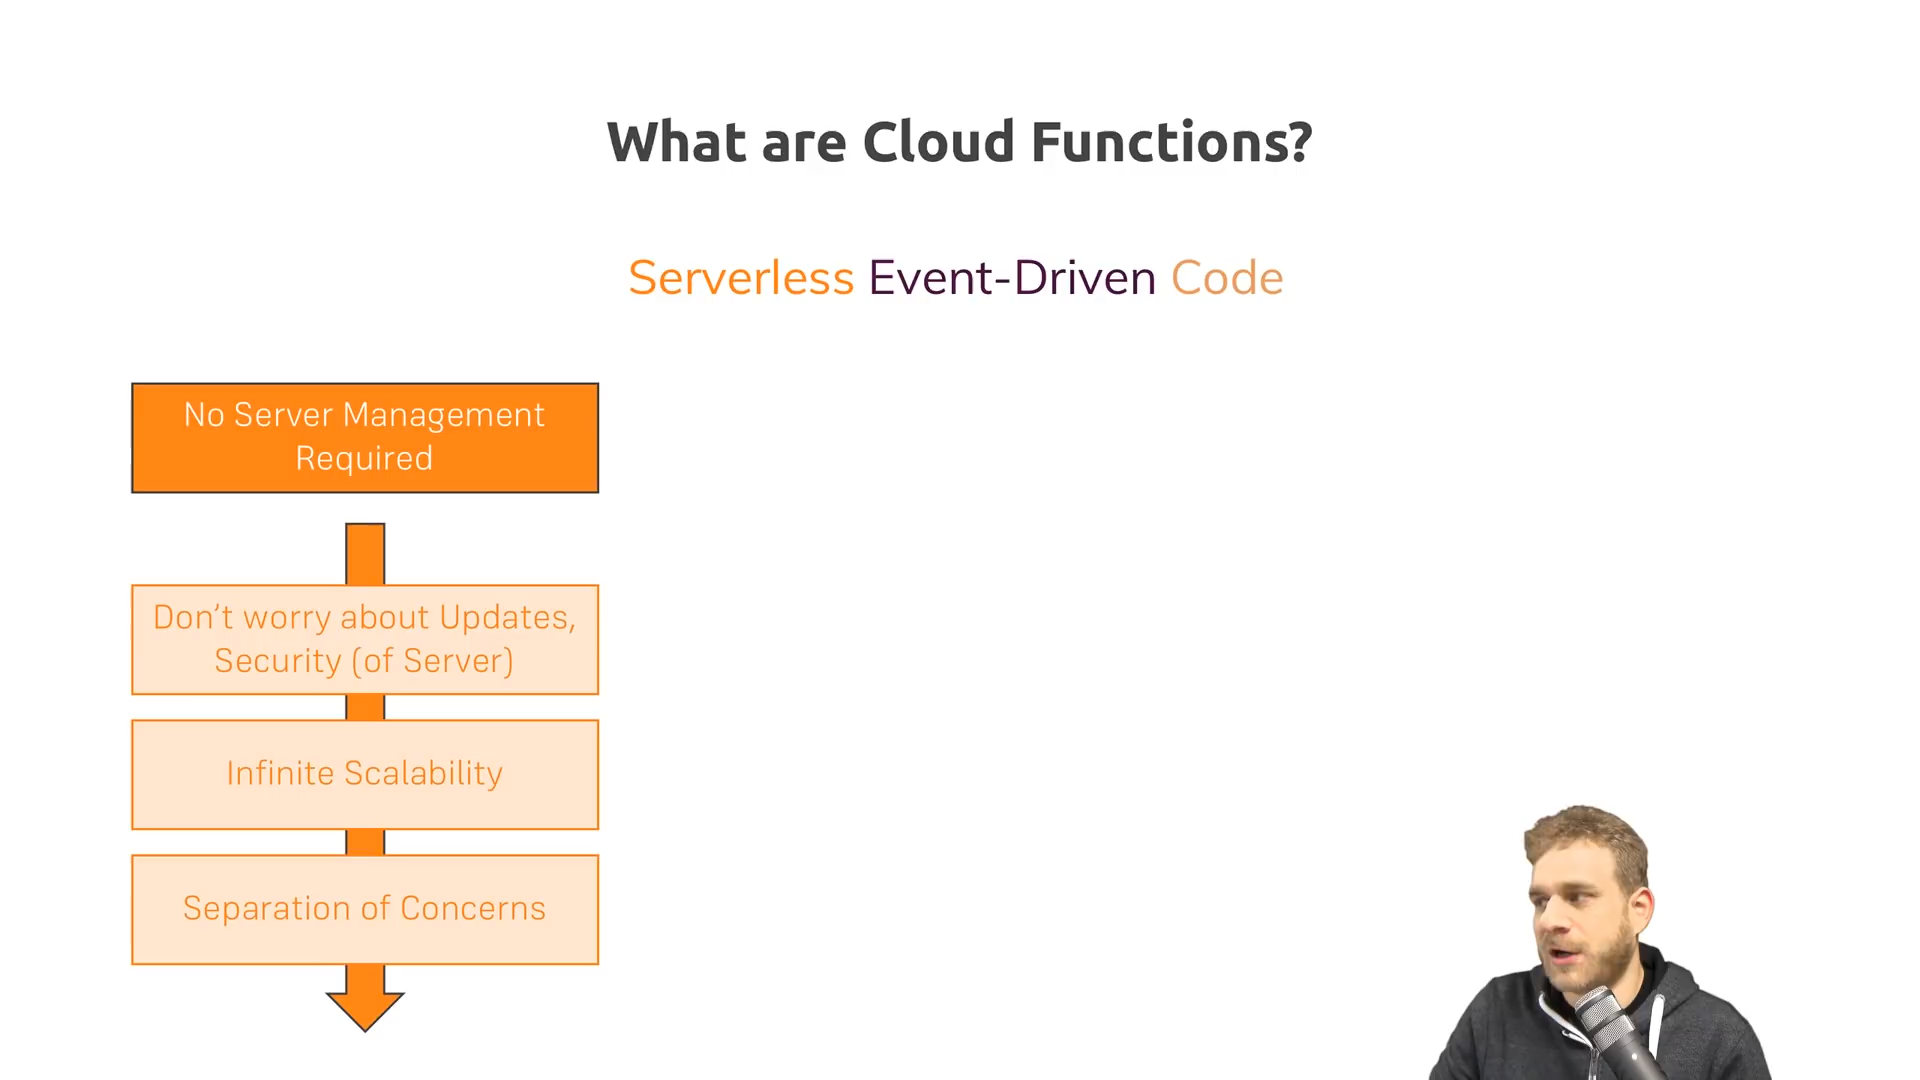 What are Cloud Functions?
Serverless Event-Driven Code
No Server Management
Required
Don’t worry about Updates,
Security (of Server)
Infinite Scalability
Separation of Concerns